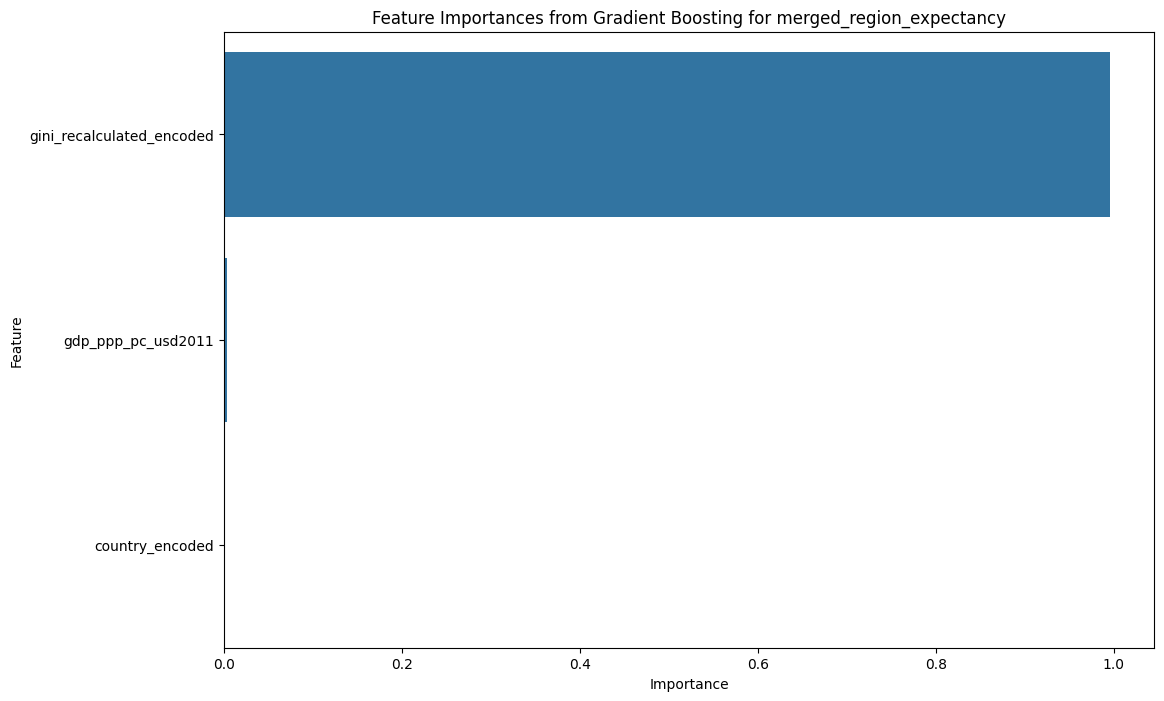 Feature Importances from Gradient Boosting for merged_region_expectancy
gini_recalculated_encoded
gdp_ppp_pc_usd2011
country_encoded
Feature
0.0 0.2 0.4 0.6 0.8 1.0
Importance